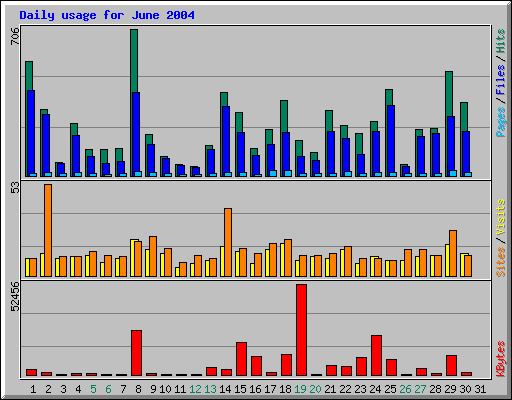 Daily usage for June 2004
706
Pages / Files / Hits
53
Sites / Visits
52456
KBytes
1 2 3 4 5 6 7 8 9 10 11 12 13 14 15 16 17 18 19 20 21 22 23 24 25 26 27 28 29 30 31